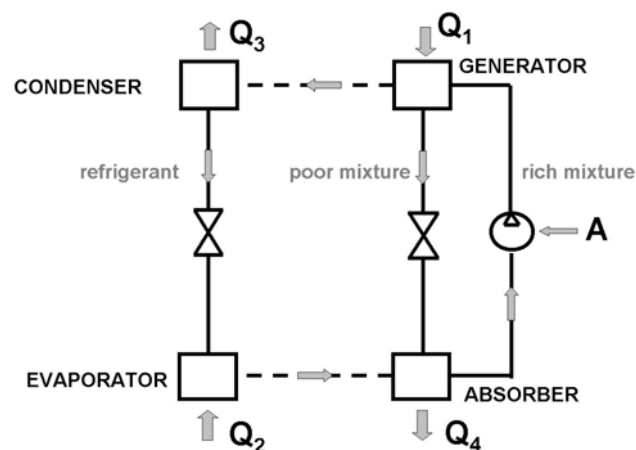 Q3
Q1
GENERATOR
CONDENSER
refrigerant
poor mixture
rich mixture
A
EVAPORATOR
ABSORBER
Q2
Q4